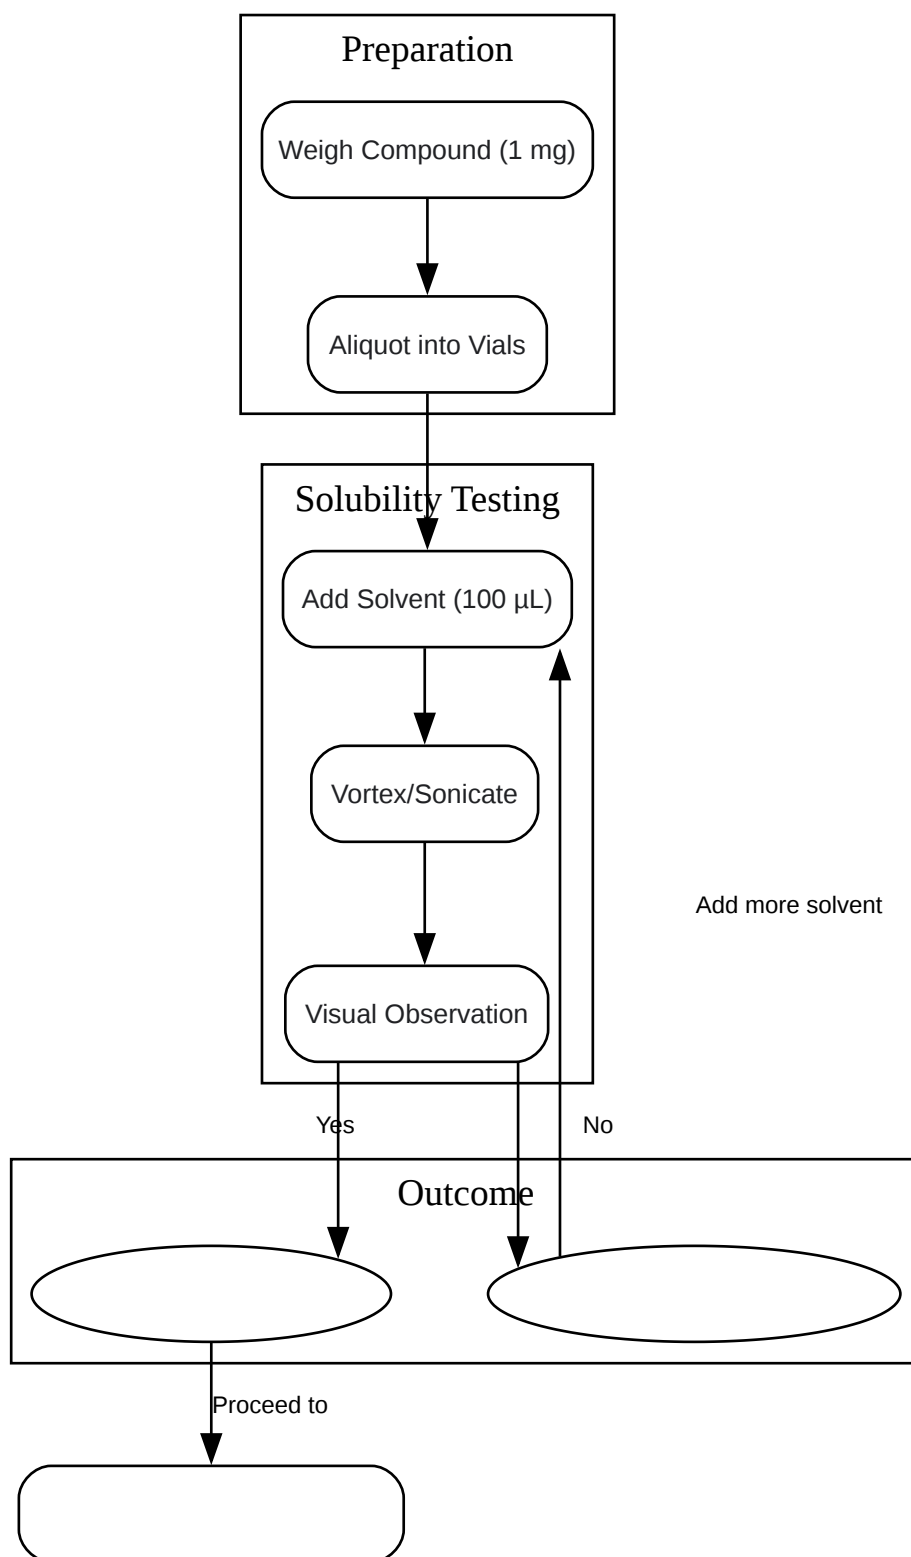 Preparation
Weigh Compound (1 mg)
Aliquot into Vials
Solubility Testing
Add Solvent (100 µL)
Vortex/Sonicate
Add more solvent
Visual Observation
Yes
No
Outcome
Proceed to